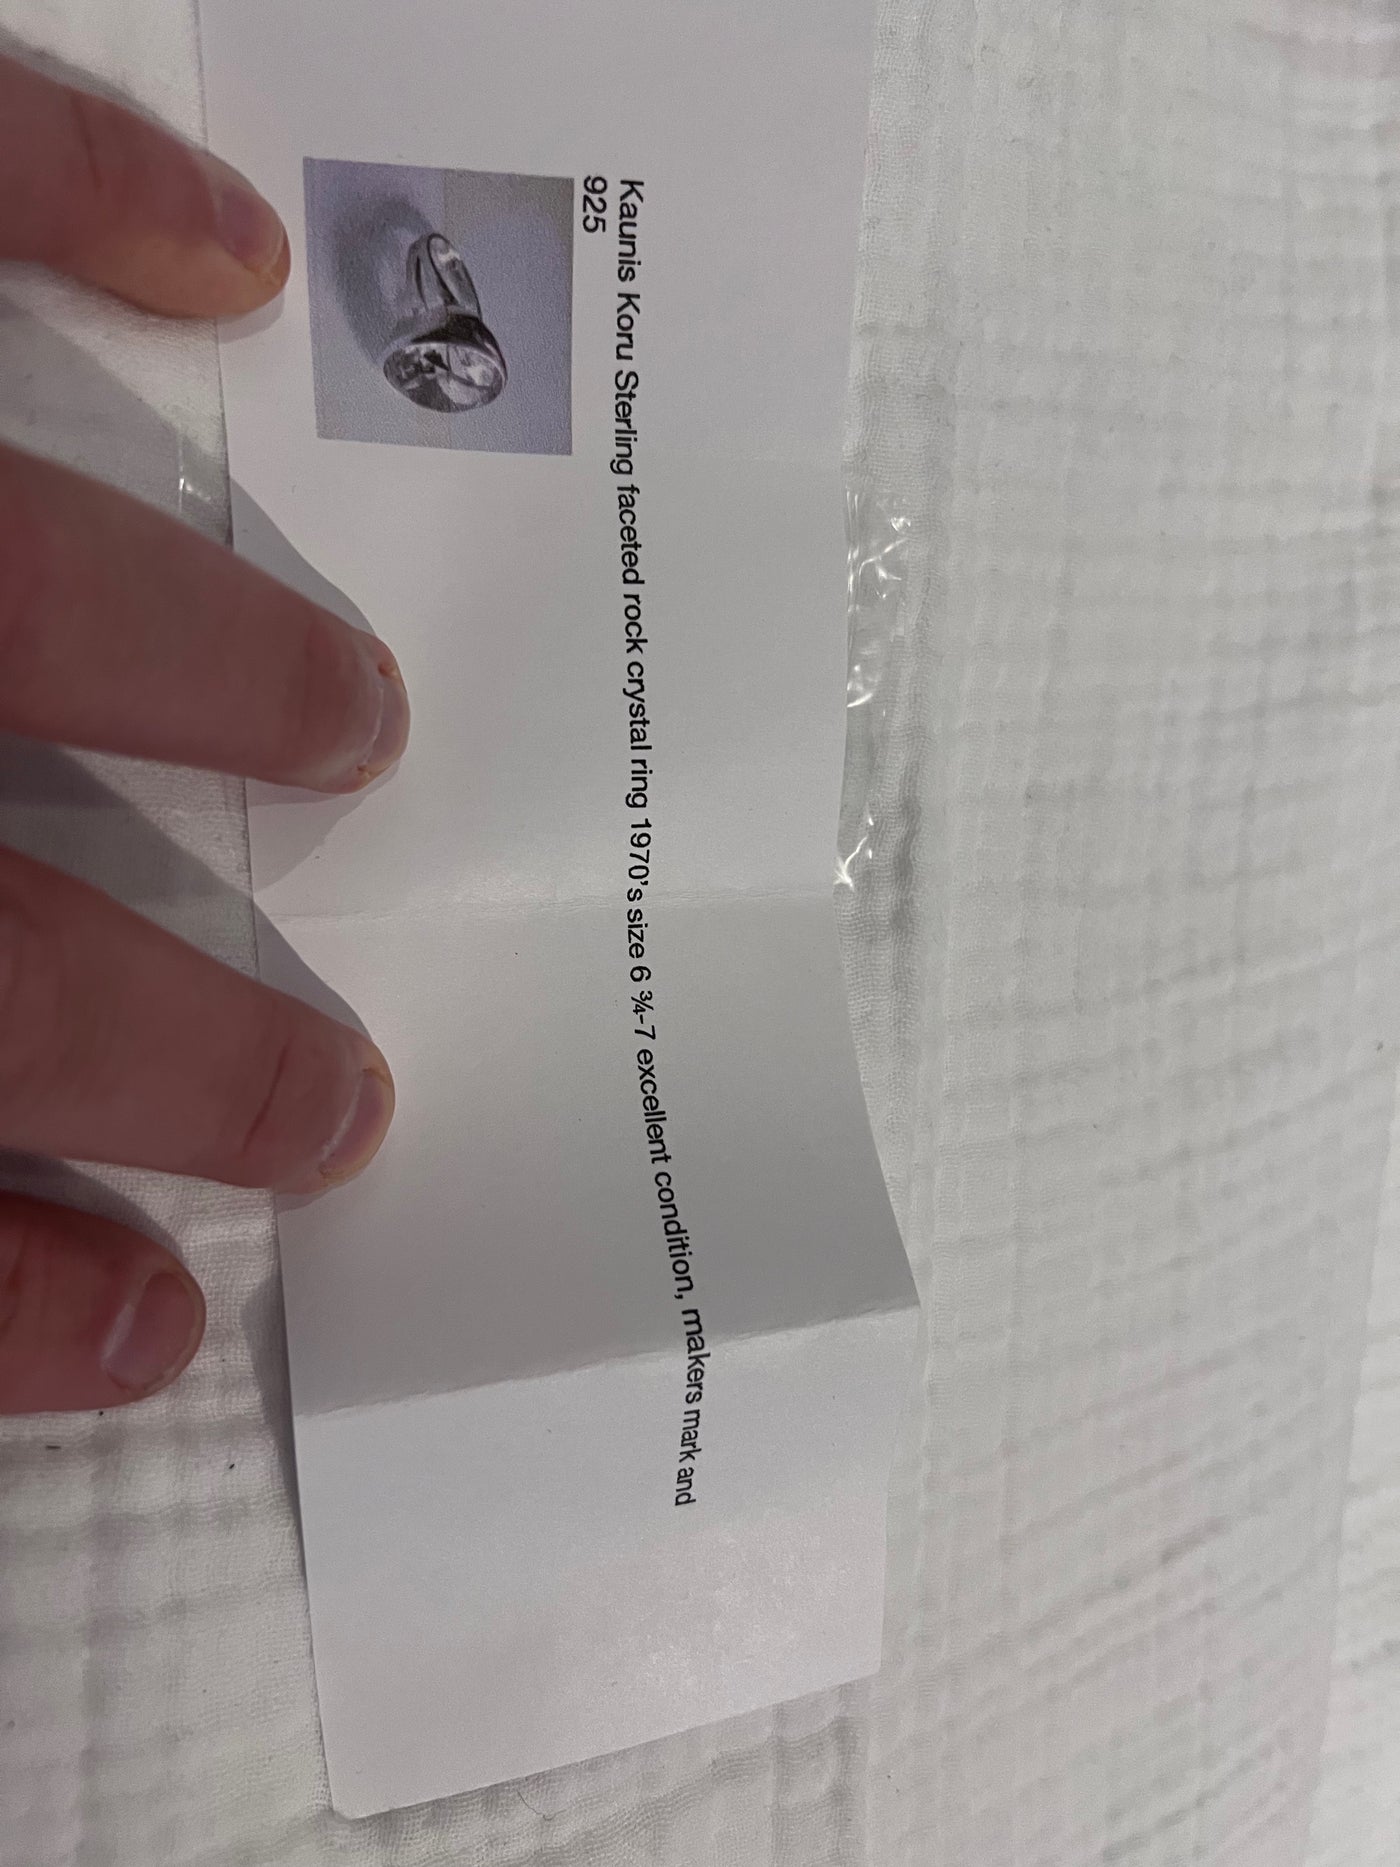 Kaunis Koru Sterling faceted rock crystal ring 1970's size 6 ¾-7 excellent condition, makers mark and
925